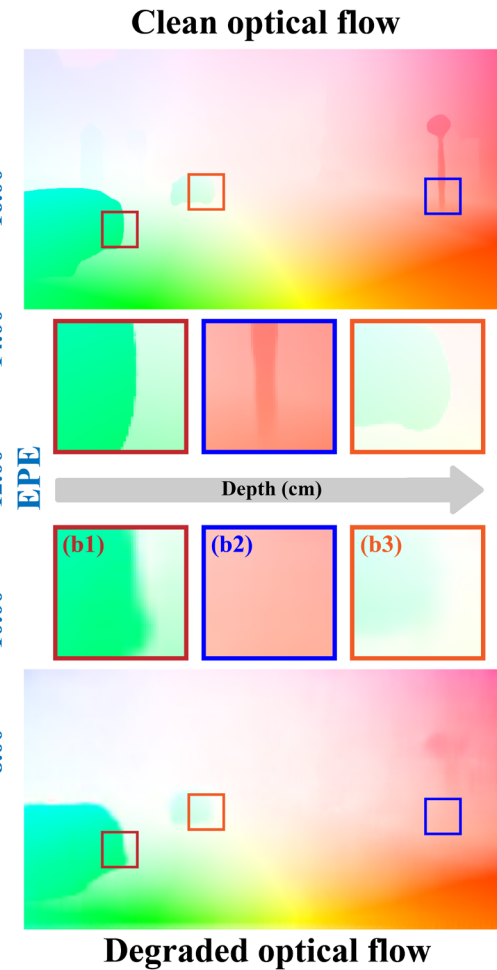 Clean optical flow
EPE
Depth (cm)
(b1) (b2) (b3)
Degraded optical flow